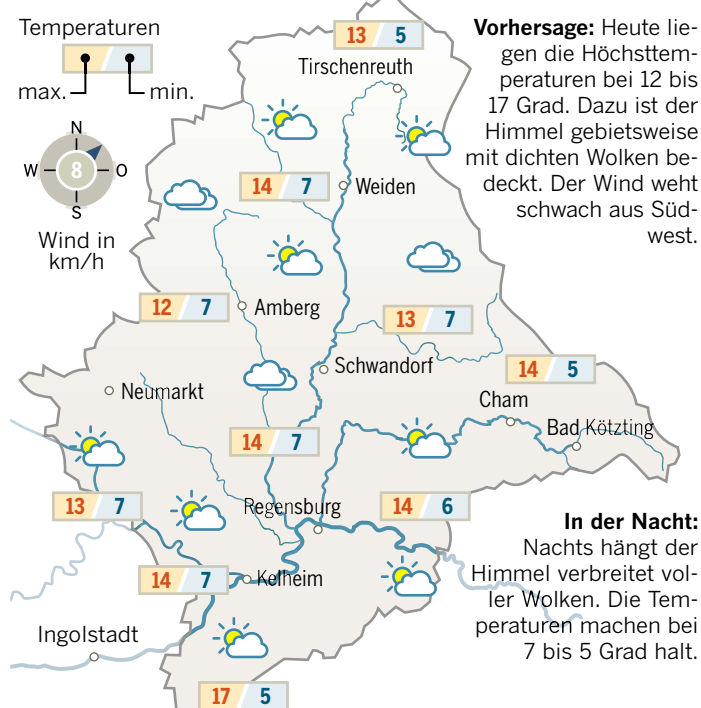 Temperaturen
max. min.
N
W 8 O
S
Wind in
km/h
Vorhersage: Heute lie-
gen die Höchsttem-
peraturen bei 12 bis
17 Grad. Dazu ist der
Himmel gebietsweise
mit dichten Wolken be-
deckt. Der Wind weht
schwach aus Süd-
west.
13 5
Tirschenreuth
14 7
Weiden
12 7
Amberg
13 7
Schwandorf
14 5
Neumarkt
Cham
Bad Kötzting
14 7
13 7
Regensburg
14 6
14 7
Kelheim
Ingolstadt
17 5
In der Nacht:
Nachts hängt der
Himmel verbreitet vol-
ler Wolken. Die Tem-
peraturen machen bei
7 bis 5 Grad halt.